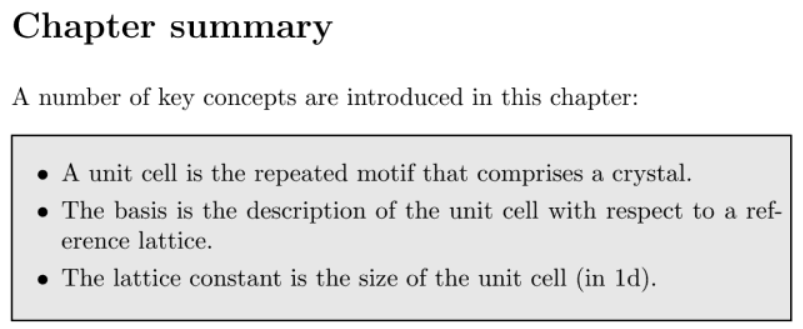 Chapter summary
A number of key concepts are introduced in this chapter:
• A unit cell is the repeated motif that comprises a crystal.
• The basis is the description of the unit cell with respect to a ref-
erence lattice.
• The lattice constant is the size of the unit cell (in 1d).